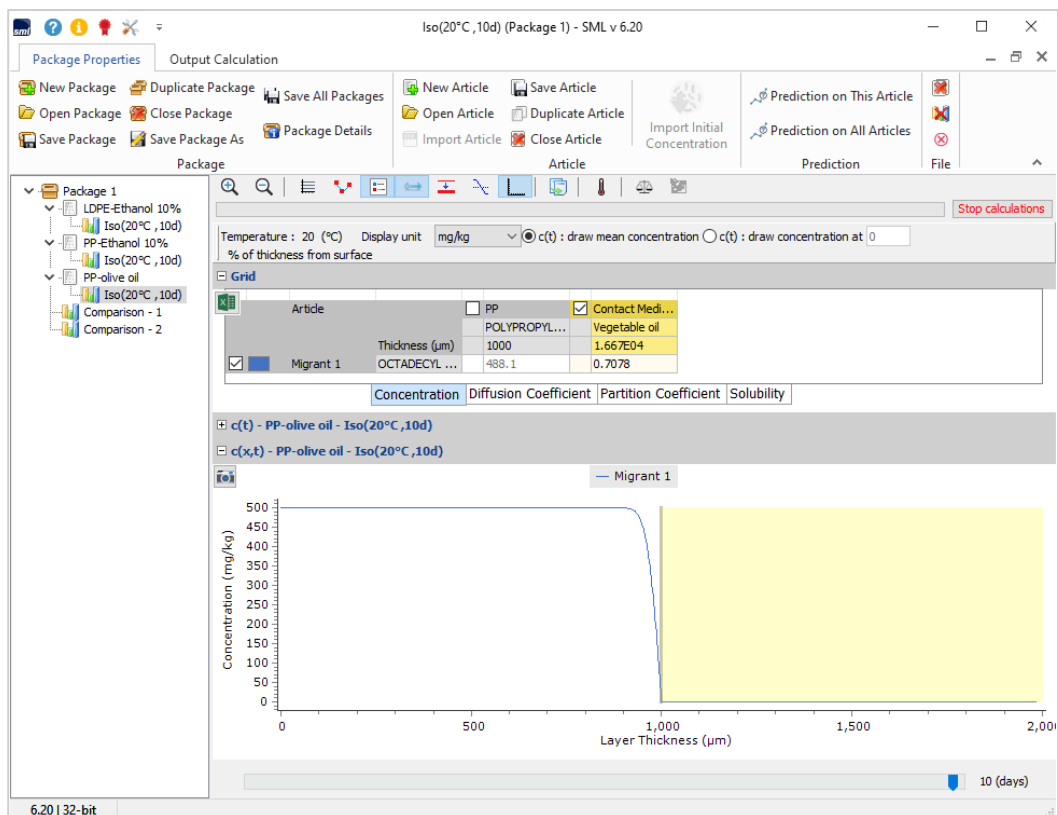 sml
Iso(20°C ,10d) (Package 1) - SML v 6.20
Package Properties Output Calculation
New Package Duplicate Package Save All Packages New Article Save Article Prediction on This Article
Open Package Close Package Open Article Duplicate Article Import Initial Concentration
Save Package Save Package As Package Details Import Article Close Article Prediction on All Articles
Package Article Prediction File
Package 1
LDPE-Ethanol 10%
Iso(20°C ,10d)
PP-Ethanol 10%
Iso(20°C ,10d)
PP-olive oil
Iso(20°C ,10d)
Comparison - 1
Comparison - 2
Stop calculations
Temperature : 20 (°C) Display unit mg/kg c(t) : draw mean concentration c(t) : draw concentration at 0
% of thickness from surface
Grid
Article PP Contact Medi...
POLYPROPYL... Vegetable oil
Thickness (µm) 1000 1.667E04
Migrant 1 OCTADECYL ... 488.1 0.7078
Concentration Diffusion Coefficient Partition Coefficient Solubility
c(t) - PP-olive oil - Iso(20°C ,10d)
c(x,t) - PP-olive oil - Iso(20°C ,10d)
Migrant 1
Concentration (mg/kg)
500
450
400
350
300
250
200
150
100
50
0
0 500 1,000 1,500 2,000
Layer Thickness (µm)
10 (days)
6.20 | 32-bit